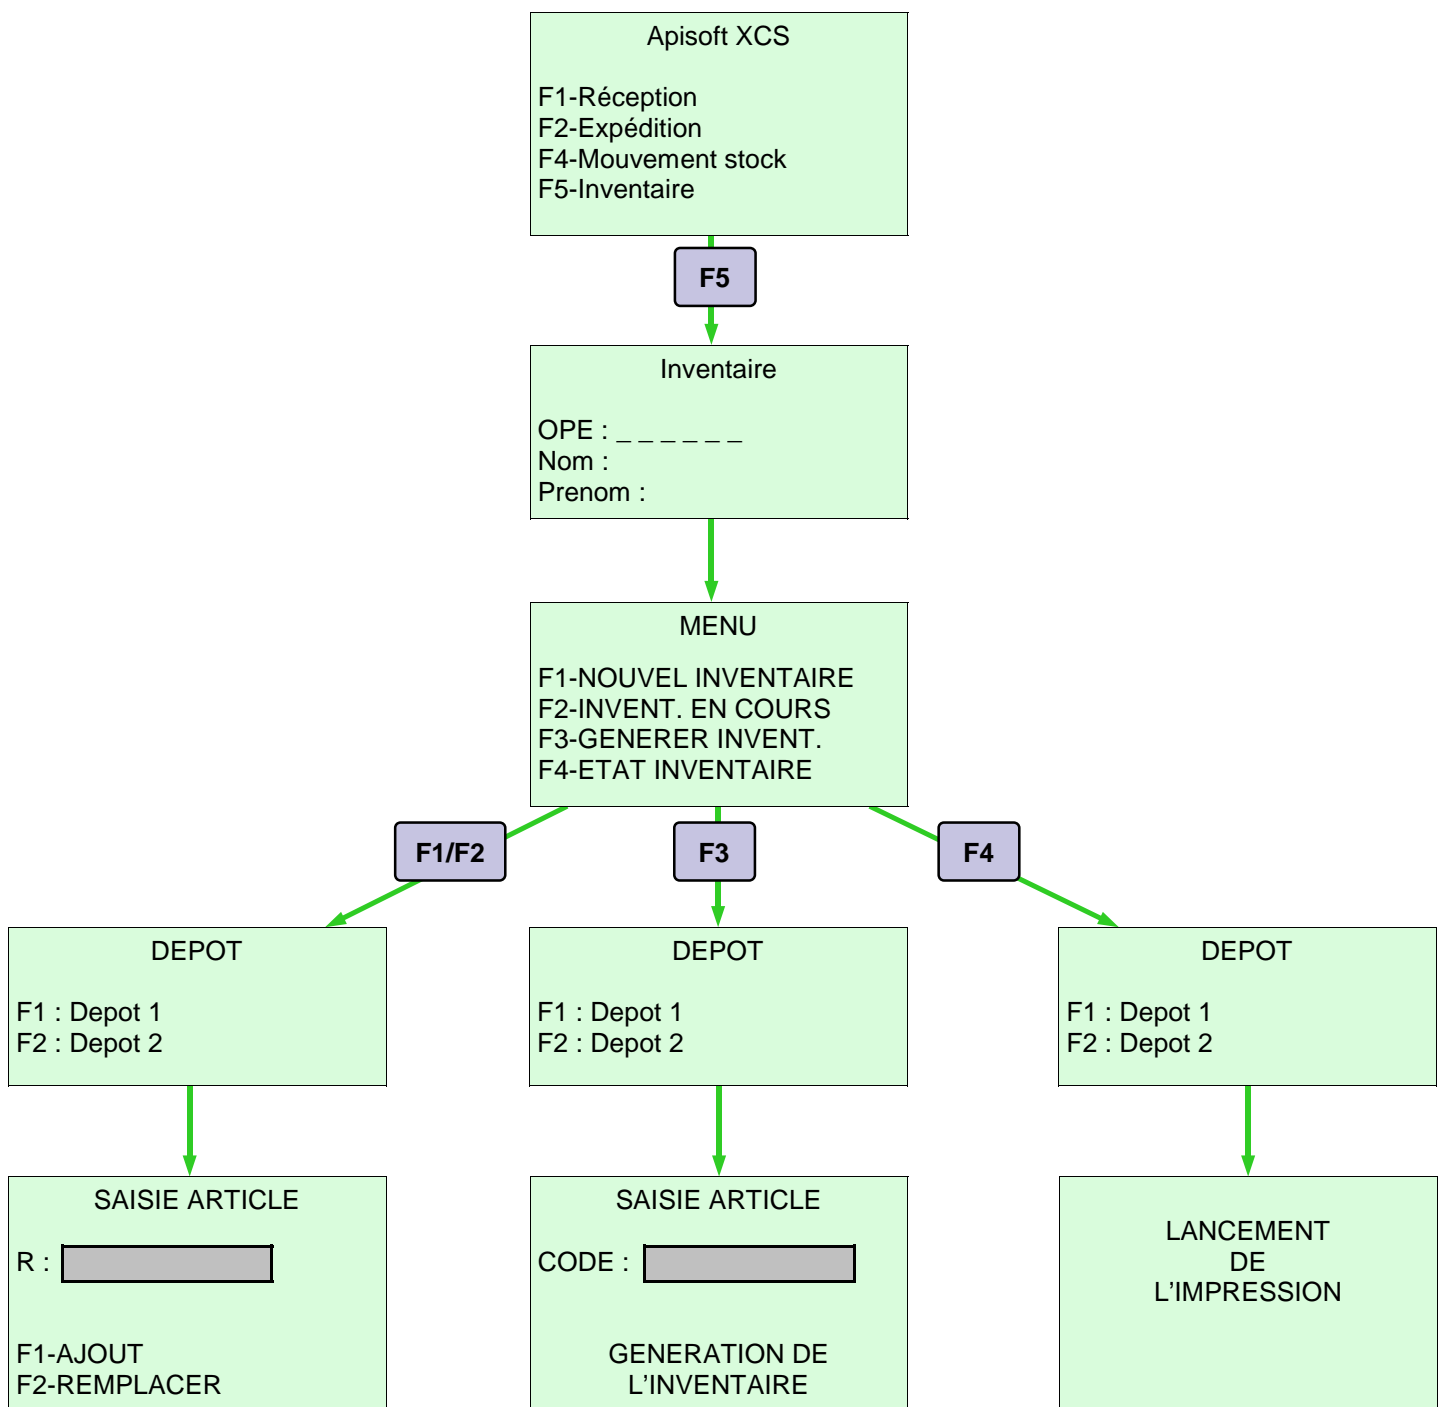 Apisoft XCS
F1-Réception
F2-Expédition
F4-Mouvement stock
F5-Inventaire
F5
Inventaire
OPE : _ _ _ _ _ _
Nom :
Prenom :
MENU
F1-NOUVEL INVENTAIRE
F2-INVENT. EN COURS
F3-GENERER INVENT.
F4-ETAT INVENTAIRE
F1/F2
F3
F4
DEPOT
F1 : Depot 1
F2 : Depot 2
DEPOT
F1 : Depot 1
F2 : Depot 2
DEPOT
F1 : Depot 1
F2 : Depot 2
SAISIE ARTICLE
R :
F1-AJOUT
F2-REMPLACER
SAISIE ARTICLE
CODE :
GENERATION DE
L'INVENTAIRE
LANCEMENT
DE
L'IMPRESSION